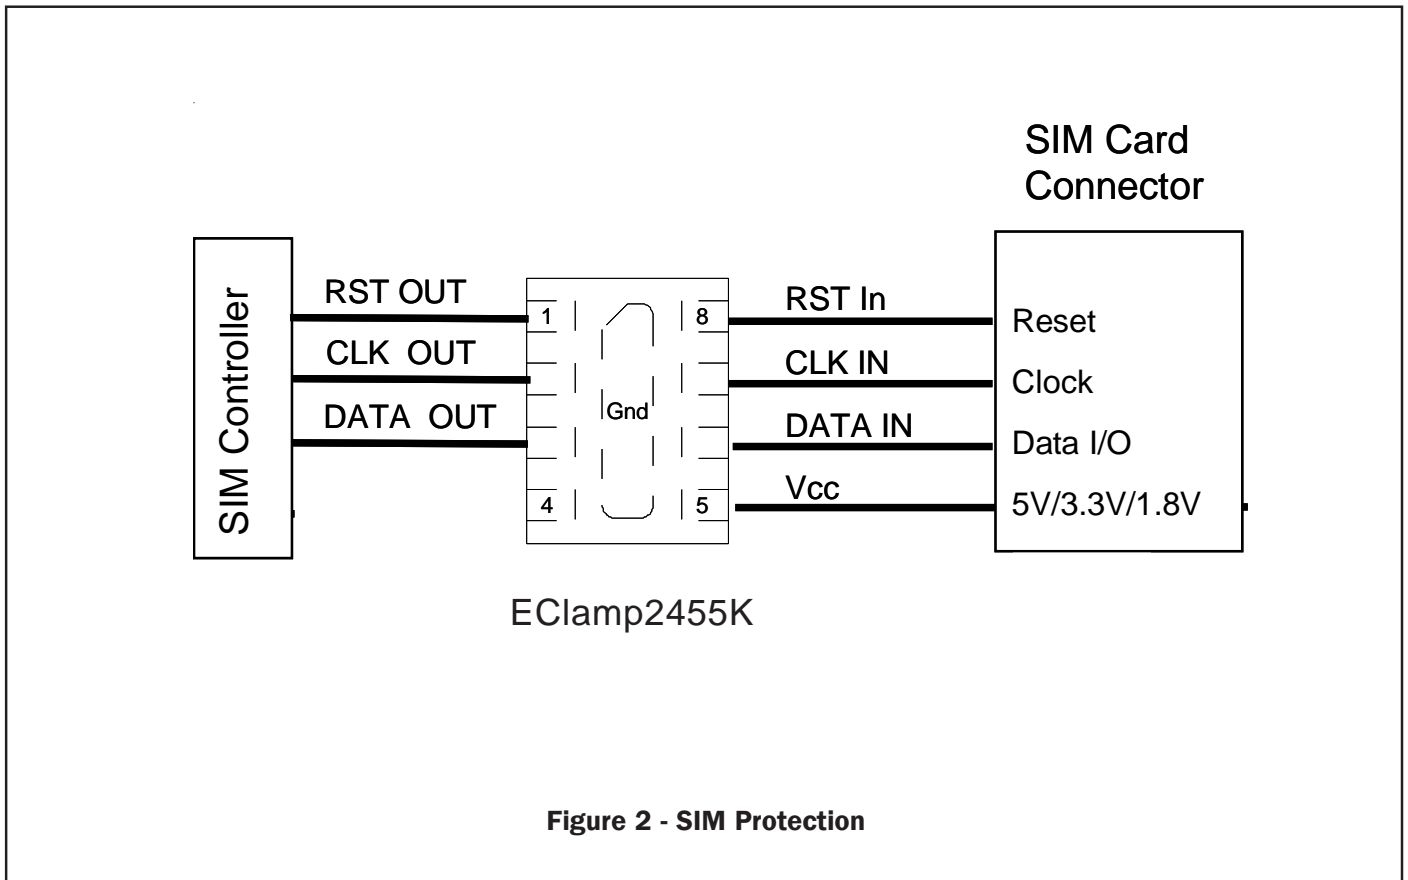 SIM Card
Connector
SIM Controller
RST OUT
CLK OUT
DATA OUT
1
4
Gnd
8
5
RST In
CLK IN
DATA IN
Vcc
Reset
Clock
Data I/O
5V/3.3V/1.8V
EClamp2455K
Figure 2 - SIM Protection